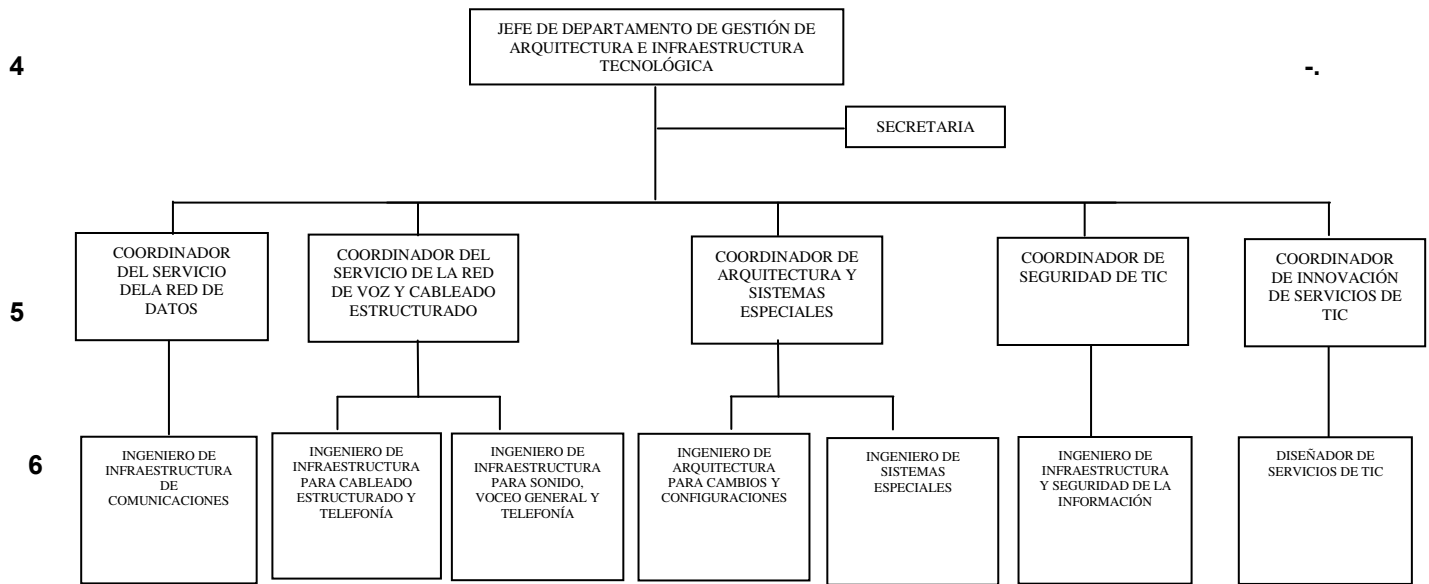 JEFE DE DEPARTAMENTO DE GESTIÓN DE
ARQUITECTURA E INFRAESTRUCTURA
TECNOLÓGICA
4
-.
SECRETARIA
COORDINADOR
DEL SERVICIO
DELA RED DE
DATOS
COORDINADOR DEL
SERVICIO DE LA RED
DE VOZ Y CABLEADO
ESTRUCTURADO
COORDINADOR DE
ARQUITECTURA Y
SISTEMAS
ESPECIALES
COORDINADOR DE
SEGURIDAD DE TIC
COORDINADOR
DE INNOVACIÓN
DE SERVICIOS DE
TIC
5
6
INGENIERO DE
INFRAESTRUCTURA
DE
COMUNICACIONES
INGENIERO DE
INFRAESTRUCTURA
PARA CABLEADO
ESTRUCTURADO Y
TELEFONÍA
INGENIERO DE
INFRAESTRUCTURA
PARA SONIDO,
VOCEO GENERAL Y
TELEFONÍA
INGENIERO DE
ARQUITECTURA
PARA CAMBIOS Y
CONFIGURACIONES
INGENIERO DE
SISTEMAS
ESPECIALES
INGENIERO DE
INFRAESTRUCTURA
Y SEGURIDAD DE LA
INFORMACIÓN
DISEÑADOR DE
SERVICIOS DE TIC